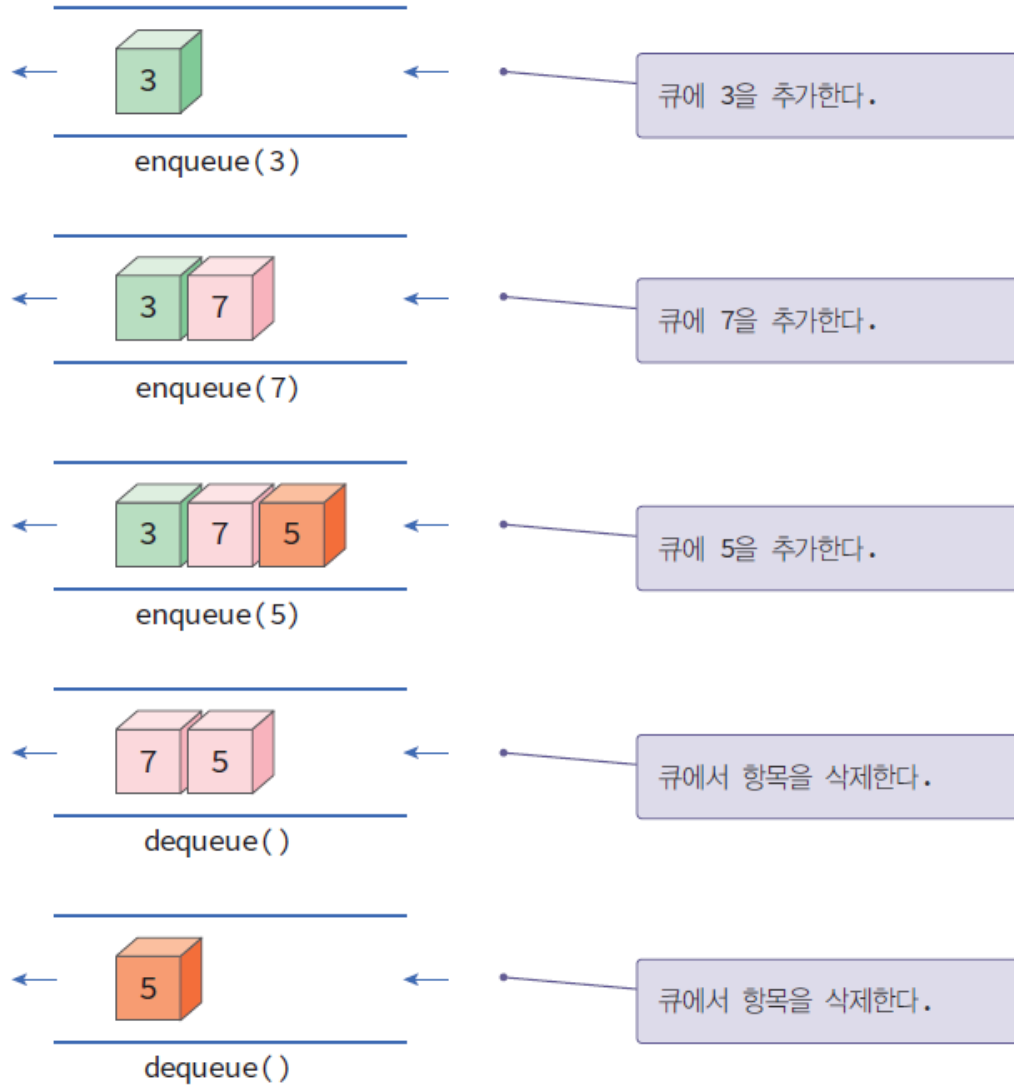 3
큐에 3을 추가한다.
enqueue(3)
3 7
큐에 7을 추가한다.
enqueue(7)
3 7 5
큐에 5을 추가한다.
enqueue(5)
7 5
큐에서 항목을 삭제한다.
dequeue()
5
큐에서 항목을 삭제한다.
dequeue()